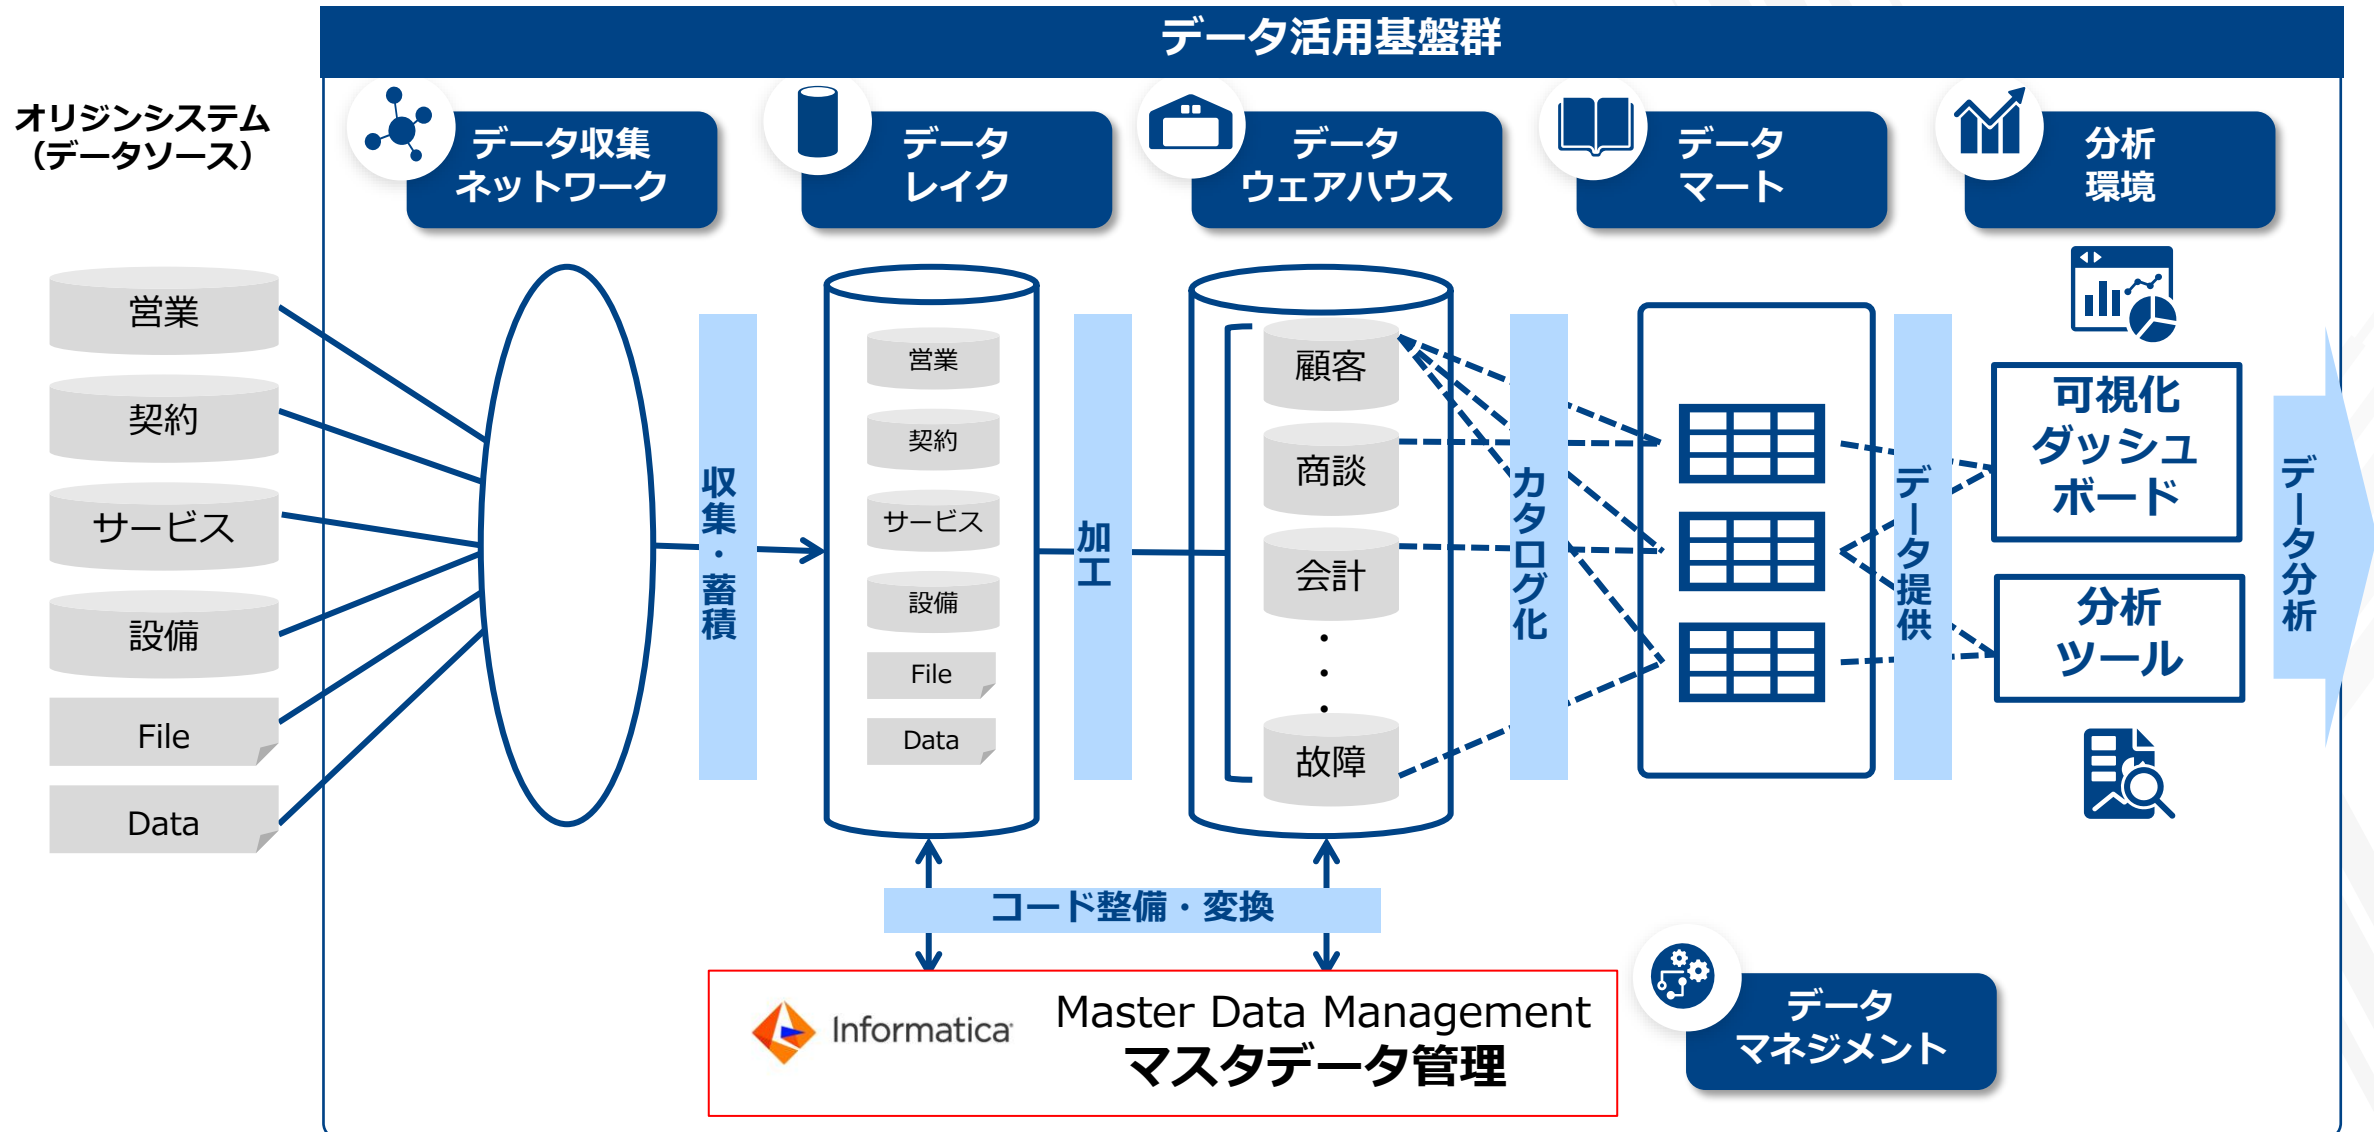 データ活用基盤群
オリジンシステム
（データソース）
データ収集
ネットワーク
データ
レイク
データ
ウェアハウス
データ
マート
分析
環境
営業
契約
サービス
設備
File
Data
収集・蓄積
営業
契約
サービス
設備
File
Data
加工
顧客
商談
会計
・
・
・
故障
カタログ化
データ提供
可視化
ダッシュ
ボード
分析
ツール
データ分析
コード整備・変換
Informatica
Master Data Management
マスタデータ管理
データ
マネジメント